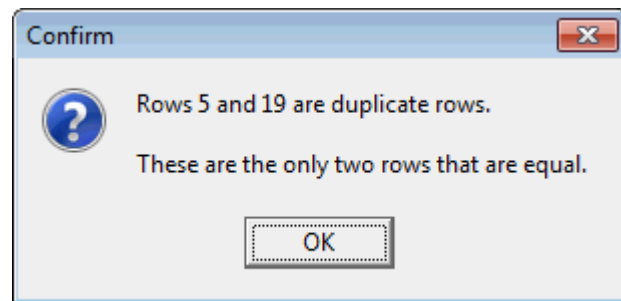 Confirm
Rows 5 and 19 are duplicate rows.
These are the only two rows that are equal.
OK